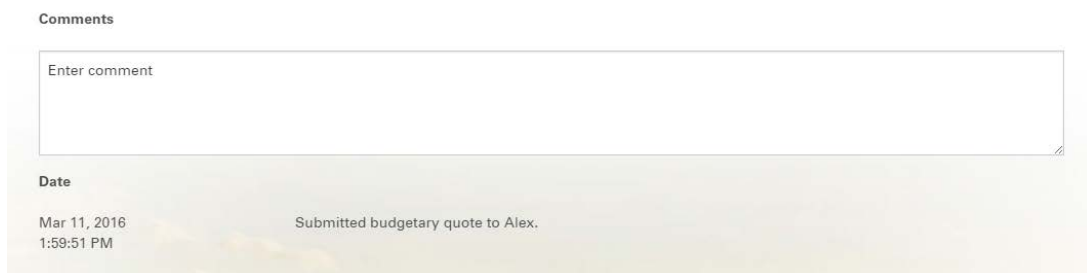 Comments
Enter comment
Date
Mar 11, 2016 Submitted budgetary quote to Alex.
1:59:51 PM